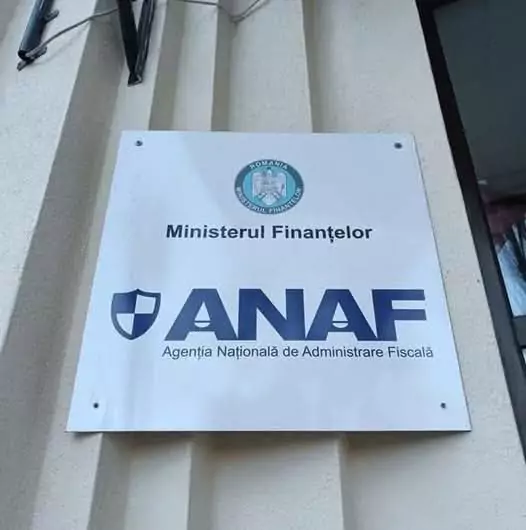 ROMANIA
MINISTERUL FINANȚELOR
Ministerul Finanțelor
ANAF
Agenția Națională de Administrare Fiscală